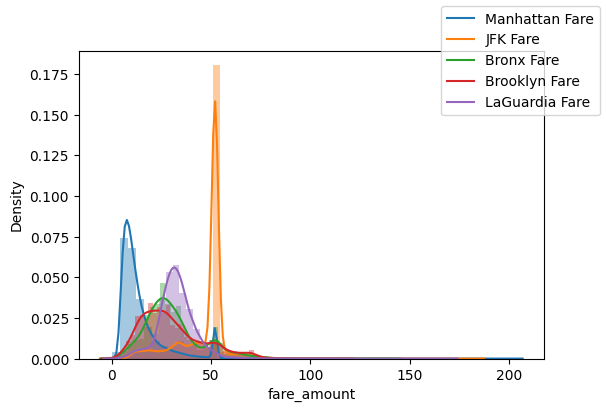 Manhattan Fare
JFK Fare
Bronx Fare
Brooklyn Fare
LaGuardia Fare
0.175
0.150
0.125
0.100
0.075
0.050
0.025
0.000
Density
0 50 100 150 200
fare_amount